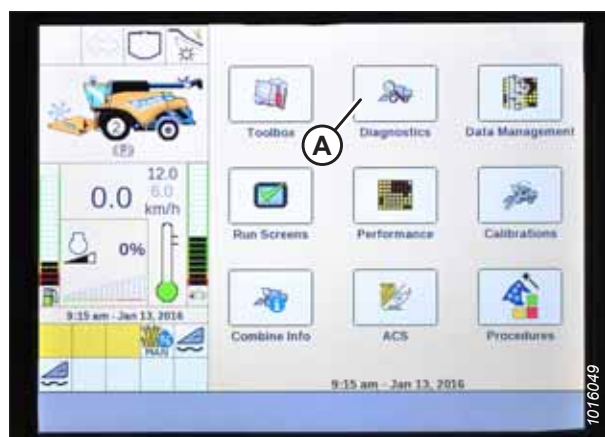 Toolbox
Diagnostics
Data Management
A
2
(P)
12.0
6.0
0.0
km/h
Run Screens
Performance
Calibrations
0%
9:15 am - Jan 13, 2016
MAN
Combine Info
ACS
Procedures
9:15 am - Jan 13, 2016
1016049